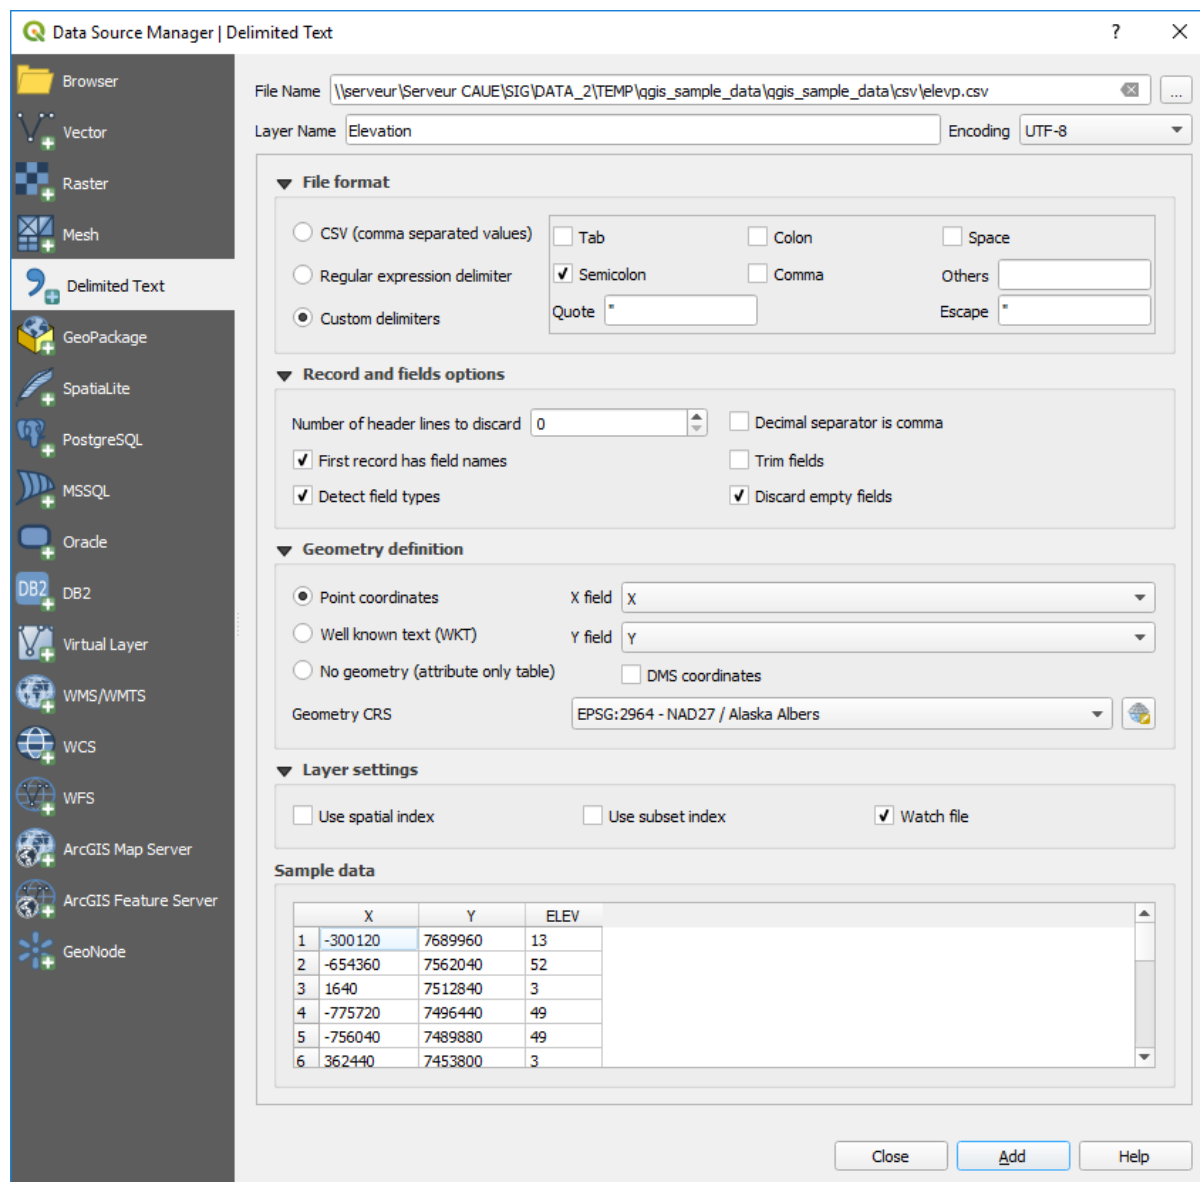 Data Source Manager | Delimited Text
?
Browser
Vector
Raster
Mesh
Delimited Text
GeoPackage
SpatiaLite
PostgreSQL
MSSQL
Oracle
DB2
DB2
Virtual Layer
WMS/WMTS
WCS
WFS
ArcGIS Map Server
ArcGIS Feature Server
GeoNode
File Name \\serveur\Serveur CAUE\SIG\DATA_2\TEMP\qgis_sample_data\qgis_sample_data\csv\elevp.csv ...
Layer Name Elevation Encoding UTF-8
File format
CSV (comma separated values) Tab Colon Space
Regular expression delimiter Semicolon Comma Others
Custom delimiters Quote " Escape "
Record and fields options
Number of header lines to discard 0 Decimal separator is comma
First record has field names Trim fields
Detect field types Discard empty fields
Geometry definition
Point coordinates X field X
Well known text (WKT) Y field Y
No geometry (attribute only table) DMS coordinates
Geometry CRS EPSG:2964 - NAD27 / Alaska Albers
Layer settings
Use spatial index Use subset index Watch file
Sample data
X Y ELEV
1 -300120 7689960 13
2 -654360 7562040 52
3 1640 7512840 3
4 -775720 7496440 49
5 -756040 7489880 49
6 362440 7453800 3
Close Add Help